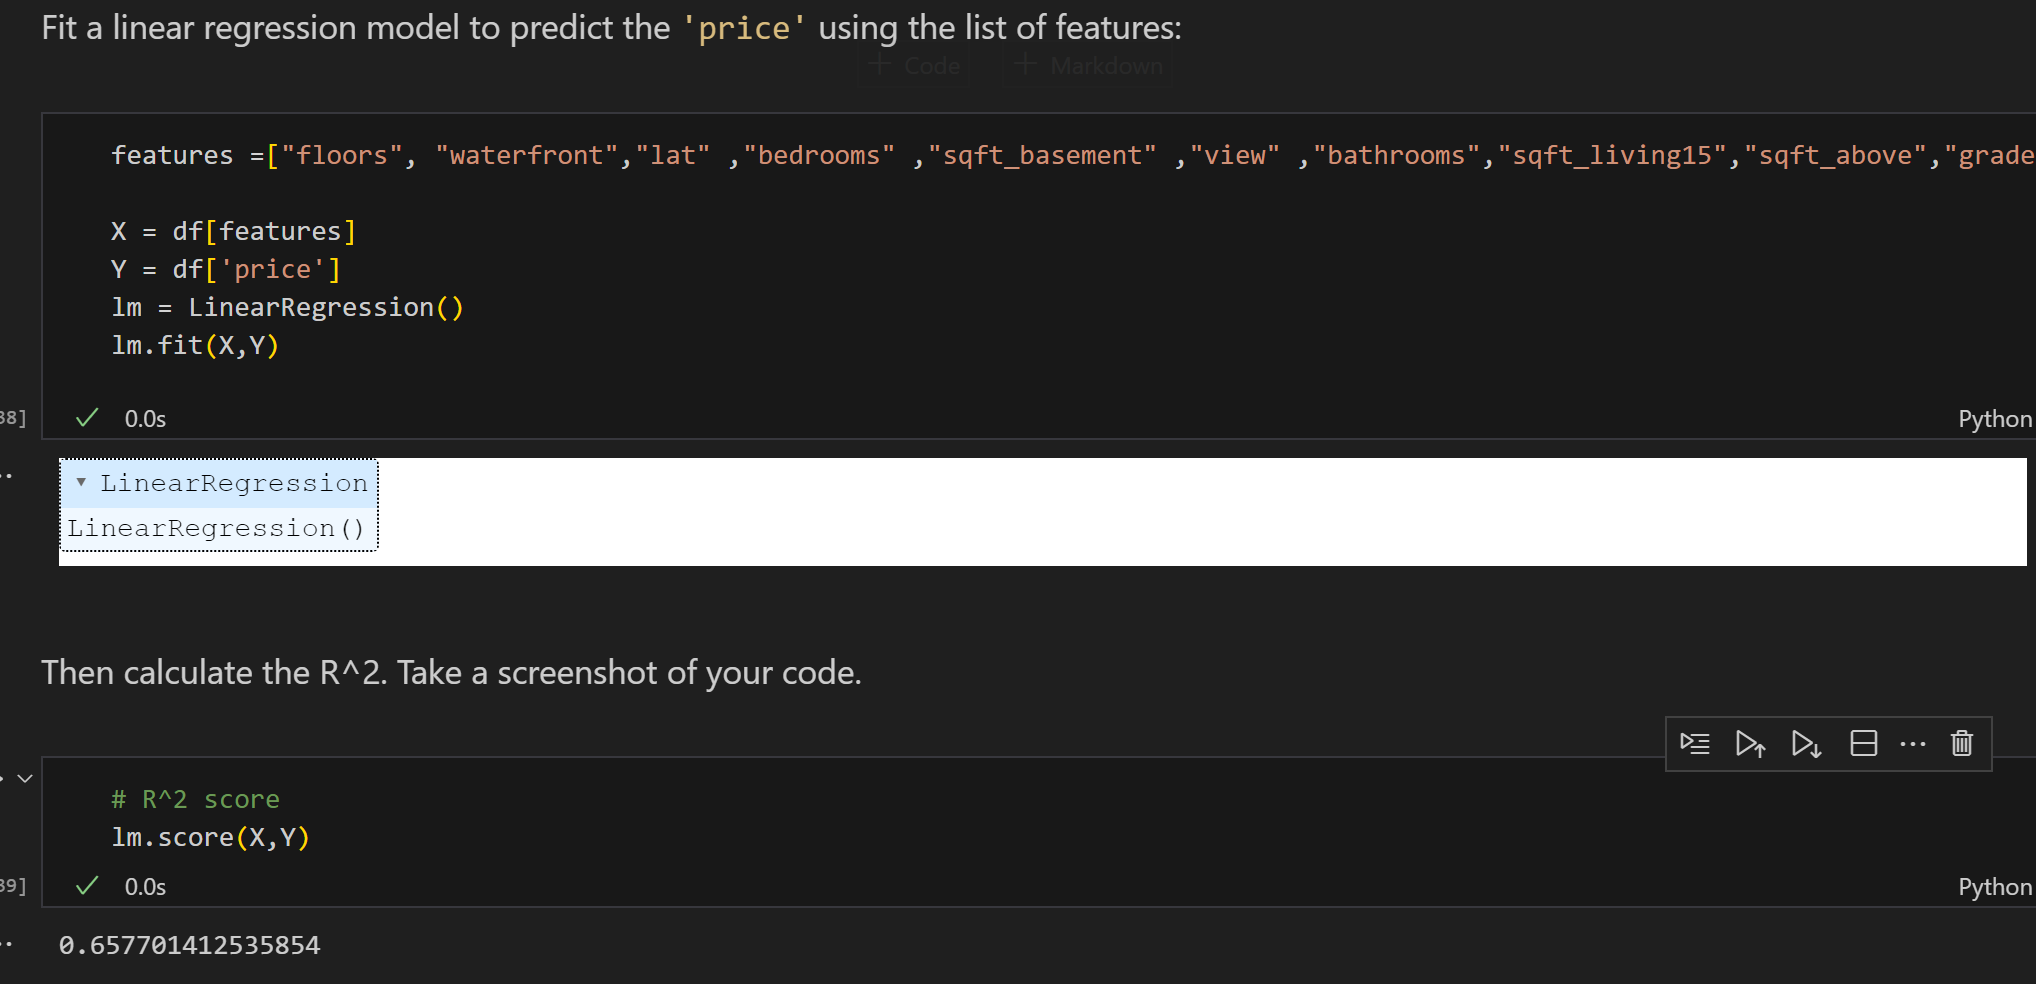 Fit a linear regression model to predict the 'price' using the list of features:
+ Code + Markdown
features =["floors", "waterfront","lat" ,"bedrooms" ,"sqft_basement" ,"view" ,"bathrooms","sqft_living15","sqft_above","grade
X = df[features]
Y = df['price']
lm = LinearRegression()
lm.fit(X,Y)
38] 0.0s Python
LinearRegression
LinearRegression()
Then calculate the R^2. Take a screenshot of your code.
# R^2 score
lm.score(X,Y)
39] 0.0s Python
0.657701412535854